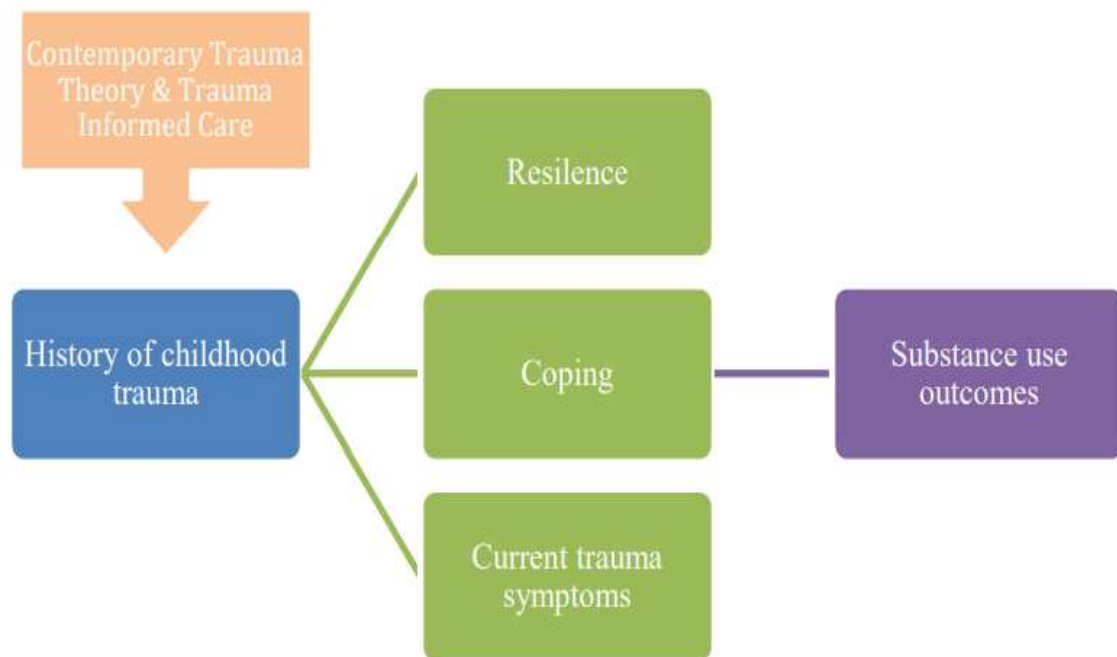 Contemporary Trauma
Theory & Trauma
Informed Care
History of childhood
trauma
Resilence
Coping
Current trauma
symptoms
Substance use
outcomes